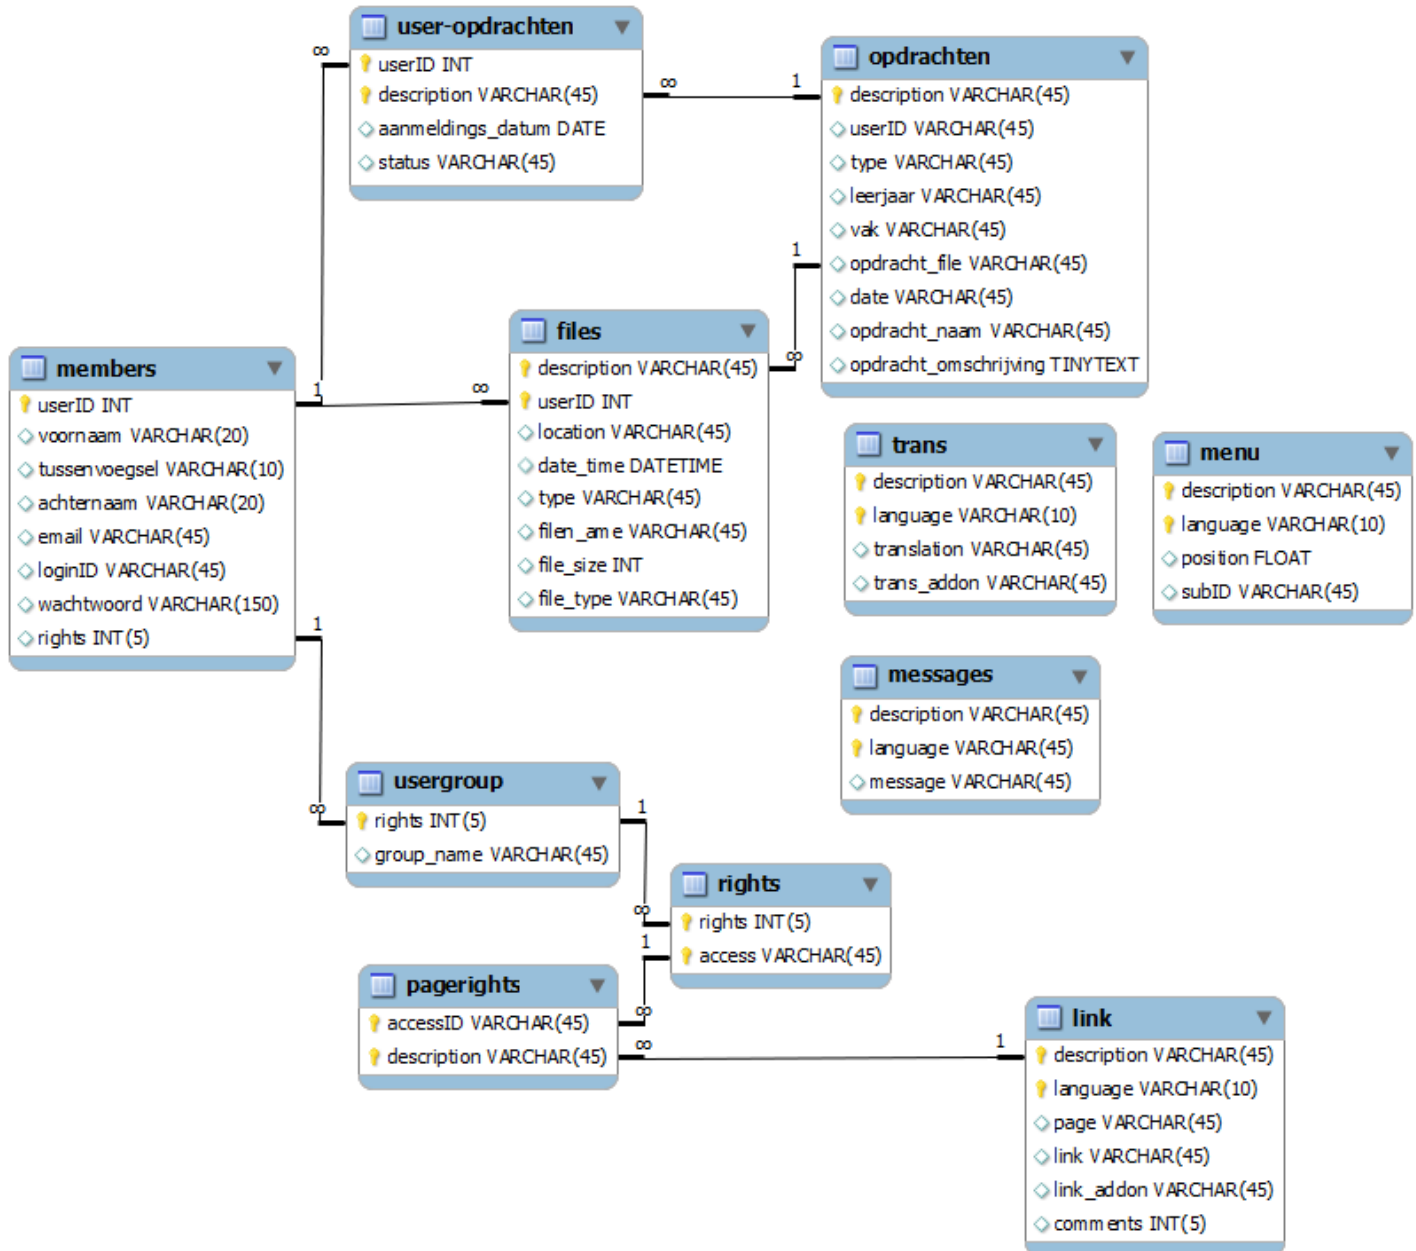 user-opdrachten
userID INT
description VARCHAR(45)
aanmeldings_datum DATE
status VARCHAR(45)
∞
∞
1
opdrachten
description VARCHAR(45)
userID VARCHAR(45)
type VARCHAR(45)
leerjaar VARCHAR(45)
vak VARCHAR(45)
opdracht_file VARCHAR(45)
date VARCHAR(45)
opdracht_naam VARCHAR(45)
opdracht_omschrijving TINYTEXT
1
∞
files
description VARCHAR(45)
userID INT
location VARCHAR(45)
date_time DATETIME
type VARCHAR(45)
filen_ame VARCHAR(45)
file_size INT
file_type VARCHAR(45)
members
userID INT
voornaam VARCHAR(20)
tussenvoegsel VARCHAR(10)
achternaam VARCHAR(20)
email VARCHAR(45)
loginID VARCHAR(45)
wachtwoord VARCHAR(150)
rights INT(5)
1
∞
1
∞
trans
description VARCHAR(45)
language VARCHAR(10)
translation VARCHAR(45)
trans_addon VARCHAR(45)
menu
description VARCHAR(45)
language VARCHAR(10)
position FLOAT
subID VARCHAR(45)
messages
description VARCHAR(45)
language VARCHAR(45)
message VARCHAR(45)
usergroup
rights INT(5)
group_name VARCHAR(45)
1
∞
rights
rights INT(5)
access VARCHAR(45)
1
∞
pagerights
accessID VARCHAR(45)
description VARCHAR(45)
∞
1
link
description VARCHAR(45)
language VARCHAR(10)
page VARCHAR(45)
link VARCHAR(45)
link_addon VARCHAR(45)
comments INT(5)